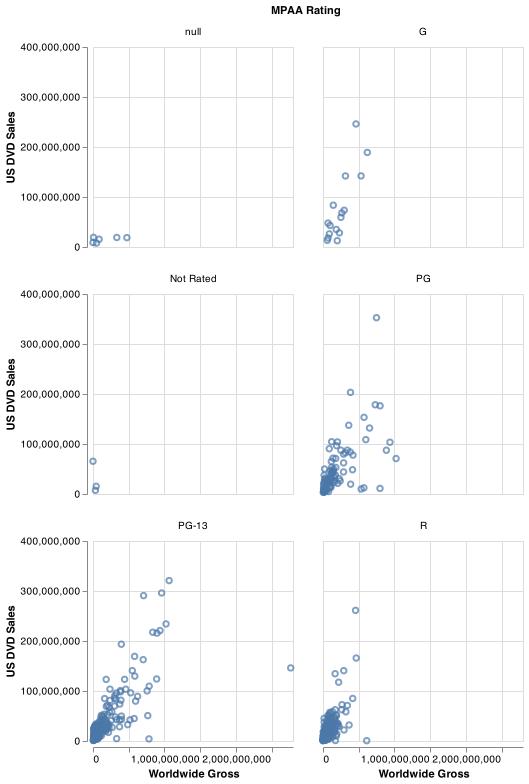 MPAA Rating
null
G
400,000,000
300,000,000
200,000,000
100,000,000
0
US DVD Sales
Not Rated
PG
400,000,000
300,000,000
200,000,000
100,000,000
0
US DVD Sales
PG-13
R
400,000,000
300,000,000
200,000,000
100,000,000
0
US DVD Sales
0 1,000,000,000 2,000,000,000
0 1,000,000,000 2,000,000,000
Worldwide Gross
Worldwide Gross